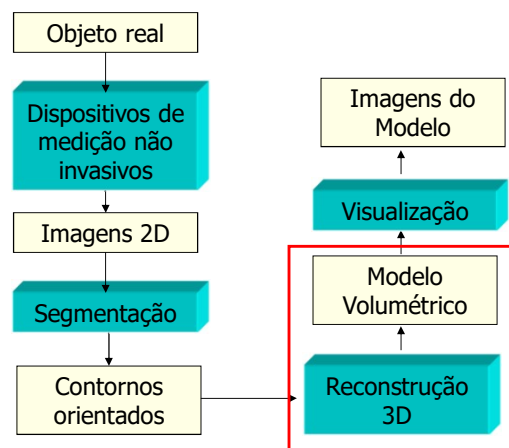 Objeto real
Dispositivos de
medição não
invasivos
Imagens 2D
Segmentação
Contornos
orientados
Reconstrução
3D
Modelo
Volumétrico
Visualização
Imagens do
Modelo